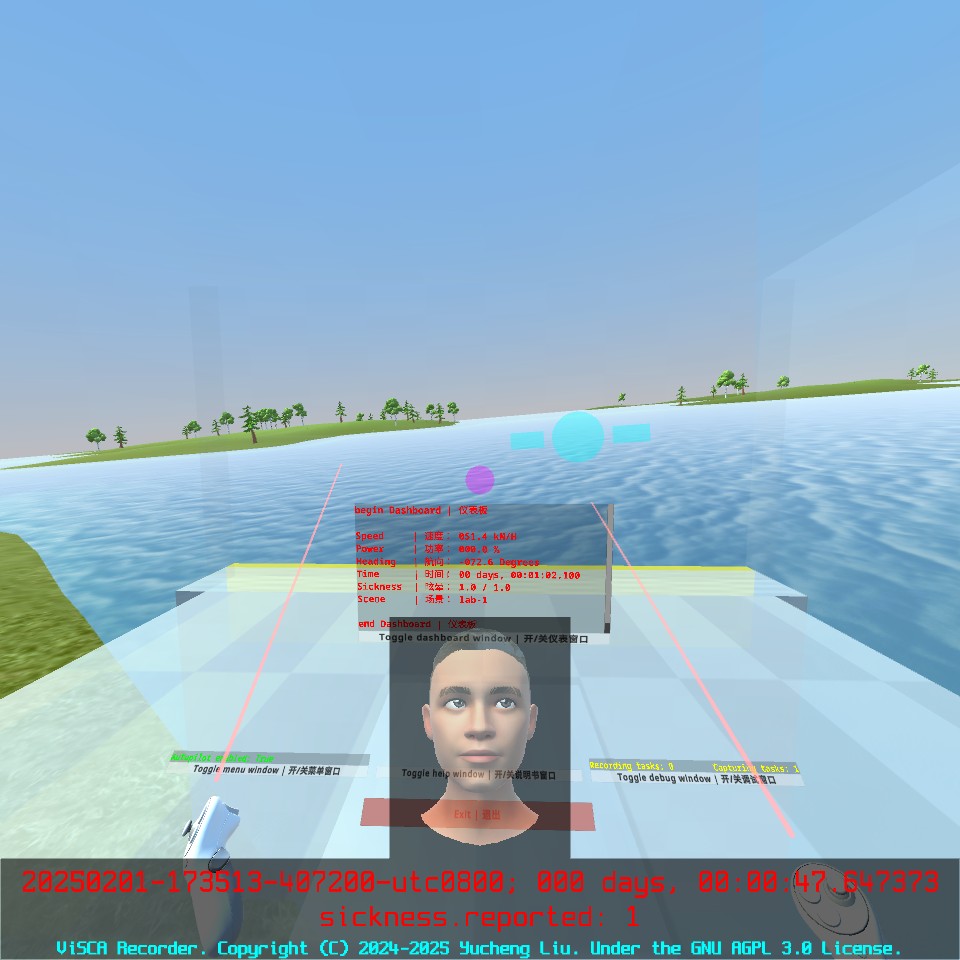 begin Dashboard | 仪表板
Speed | 速度: 051.4 kN/H
Power | 功率: 000.0 %
Heading | 航向: -072.6 Degrees
Time | 时间: 00 days, 00:01:02,100
Sickness | 眩晕: 1.0 / 1.0
Scene | 场景: lab-1
end Dashboard | 仪表板
Toggle dashboard window | 开/关仪表窗口
Autopilot enabled: True
Toggle menu window | 开/关菜单窗口
Toggle help window | 开/关说明书窗口
Recording tasks: 0 Capturing tasks: 1
Toggle debug window | 开/关调试窗口
Exit | 退出
20250201-173513-407200-utc0800; 000 days, 00:00:47.647373
sickness.reported: 1
ViSCA Recorder. Copyright (C) 2024-2025 Yucheng Liu. Under the GNU AGPL 3.0 License.